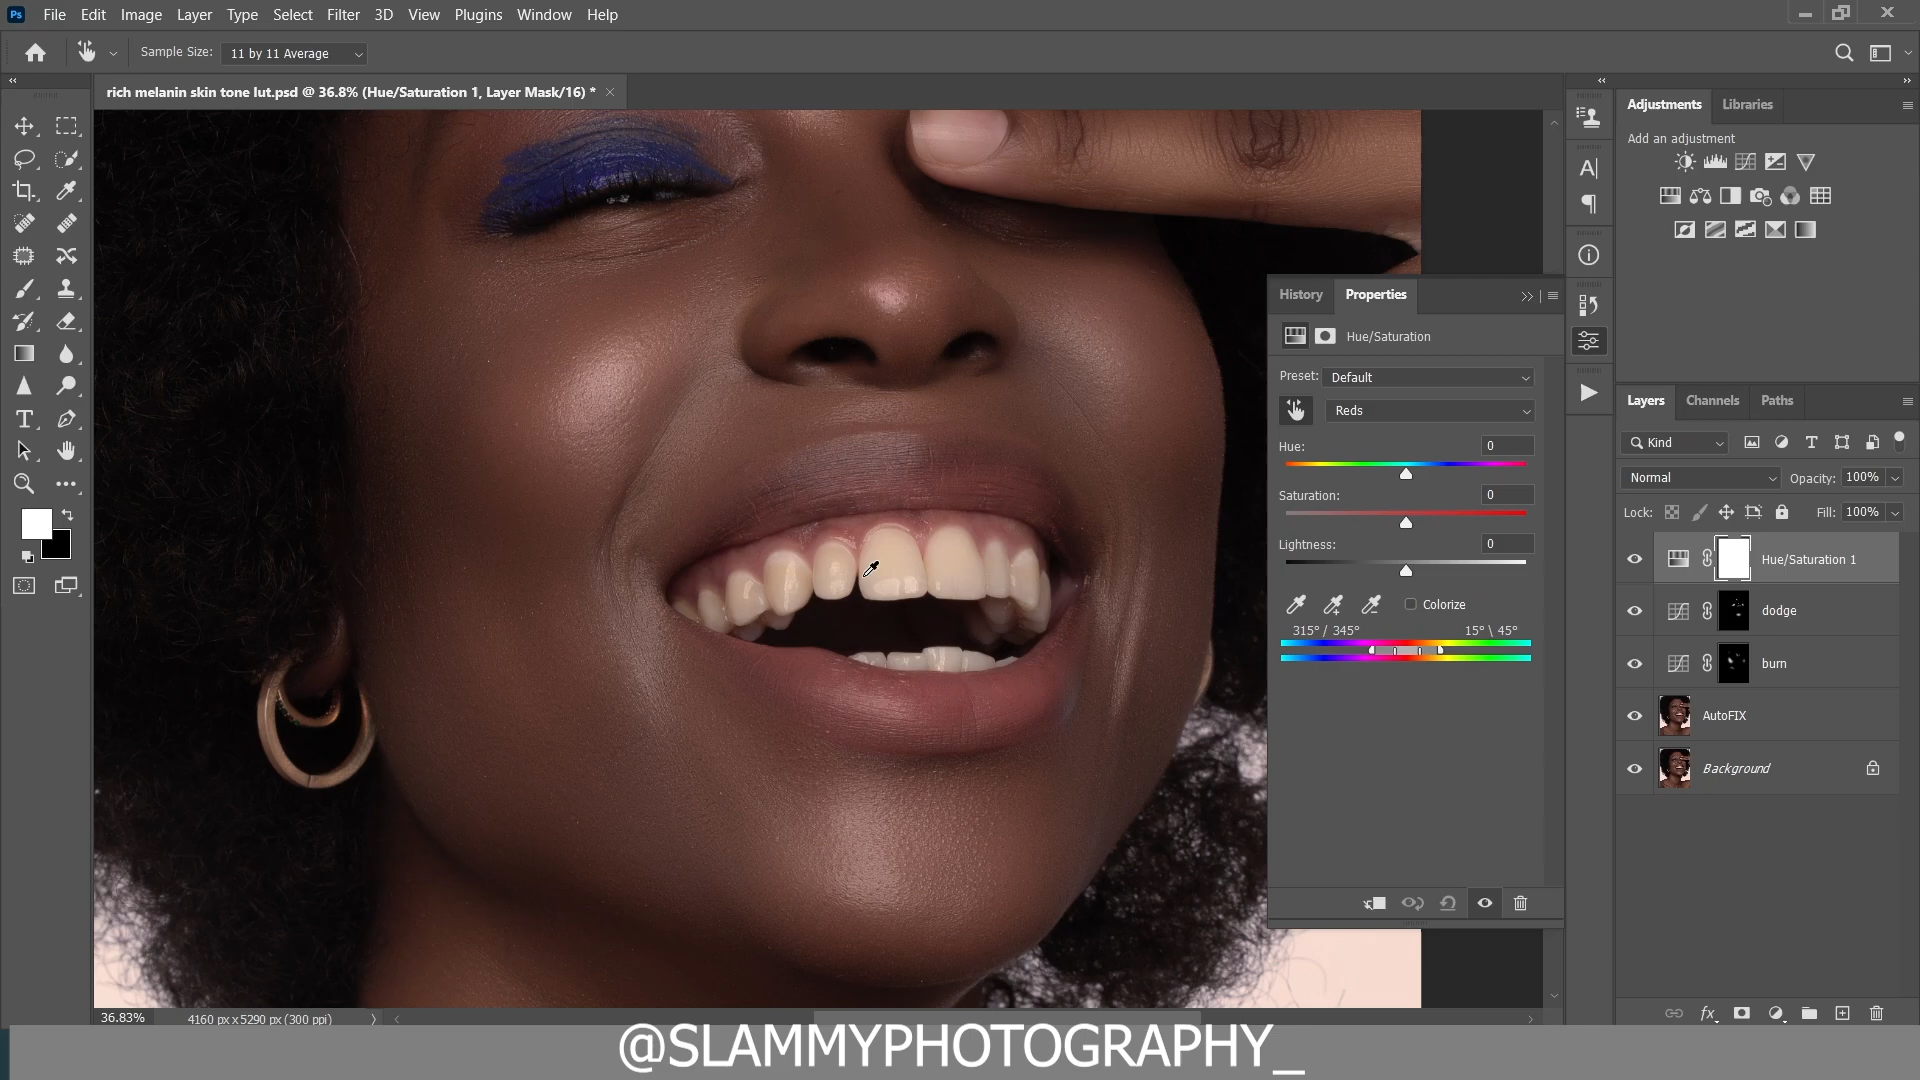 Ps File Edit Image Layer Type Select Filter 3D View Plugins Window Help
Sample Size: 11 by 11 Average
rich melanin skin tone lut.psd @ 36.8% (Hue/Saturation 1, Layer Mask/16) *
Adjustments Libraries
Add an adjustment
History Properties
Hue/Saturation
Preset: Default
Reds
Hue: 0
Saturation: 0
Lightness: 0
Colorize
315° / 345° 15° \ 45°
Layers Channels Paths
Kind
Normal Opacity: 100%
Lock: Fill: 100%
Hue/Saturation 1
dodge
burn
AutoFIX
Background
36.83% 4160 px x 5290 px (300 ppi)
@SLAMMYPHOTOGRAPHY_